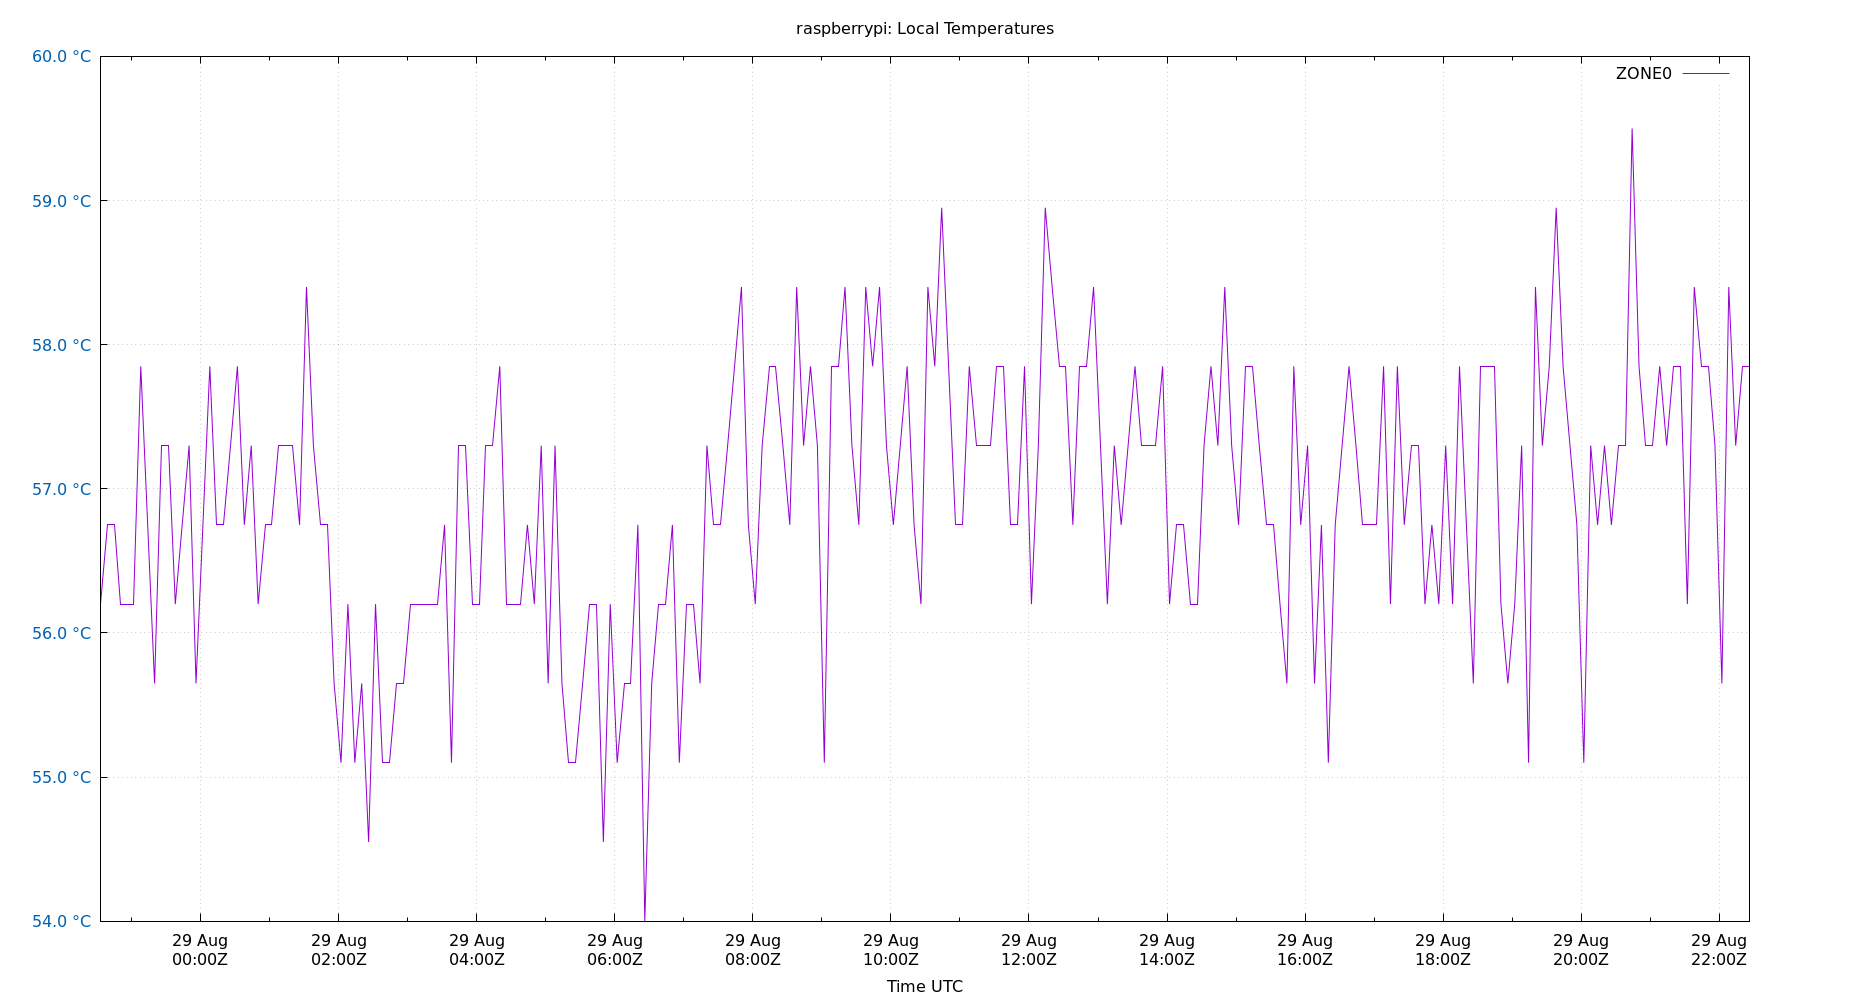 raspberrypi: Local Temperatures
60.0 °C
ZONE0
59.0 °C
58.0 °C
57.0 °C
56.0 °C
55.0 °C
54.0 °C
29 Aug 29 Aug 29 Aug 29 Aug 29 Aug 29 Aug 29 Aug 29 Aug 29 Aug 29 Aug 29 Aug 29 Aug
00:00Z 02:00Z 04:00Z 06:00Z 08:00Z 10:00Z 12:00Z 14:00Z 16:00Z 18:00Z 20:00Z 22:00Z
Time UTC